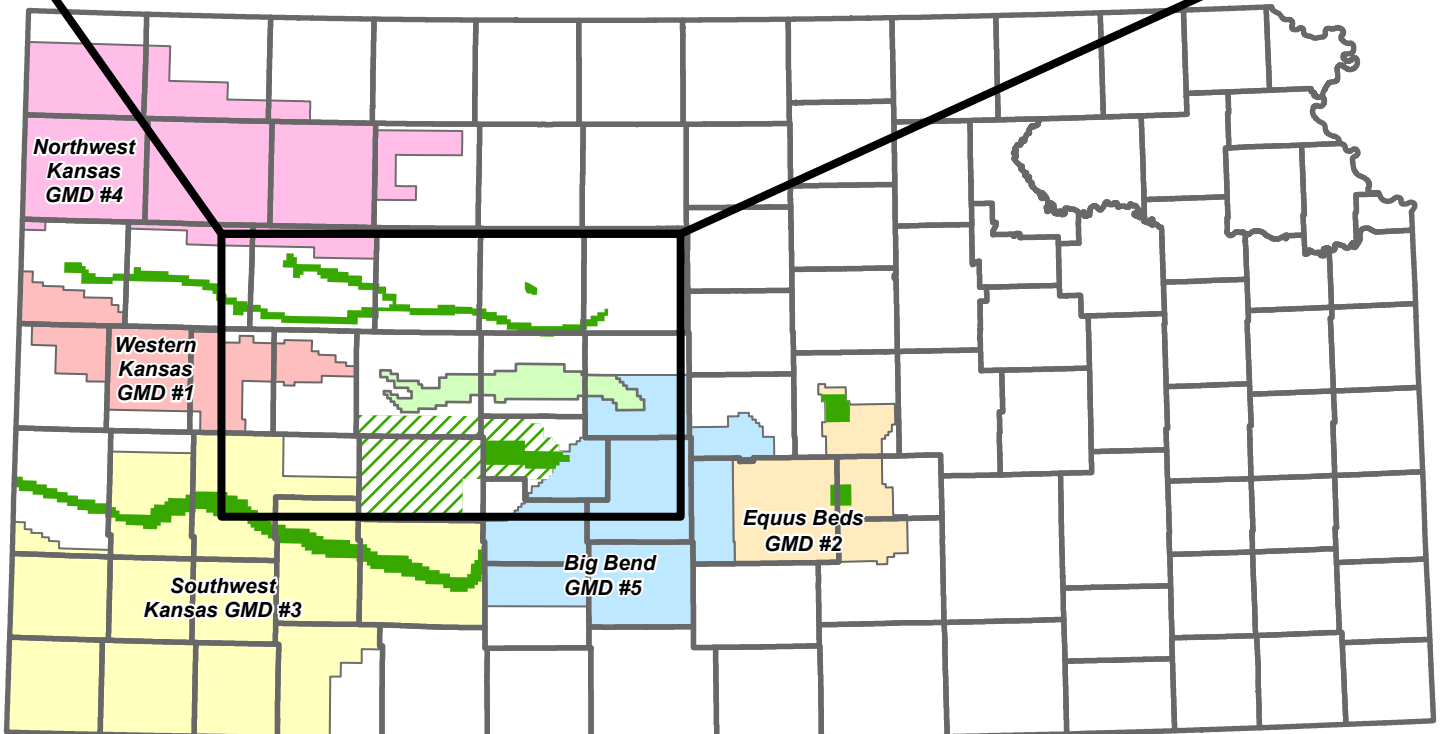 Northwest
Kansas
GMD #4
Western
Kansas
GMD #1
Equus Beds
GMD #2
Big Bend
GMD #5
Southwest
Kansas GMD #3